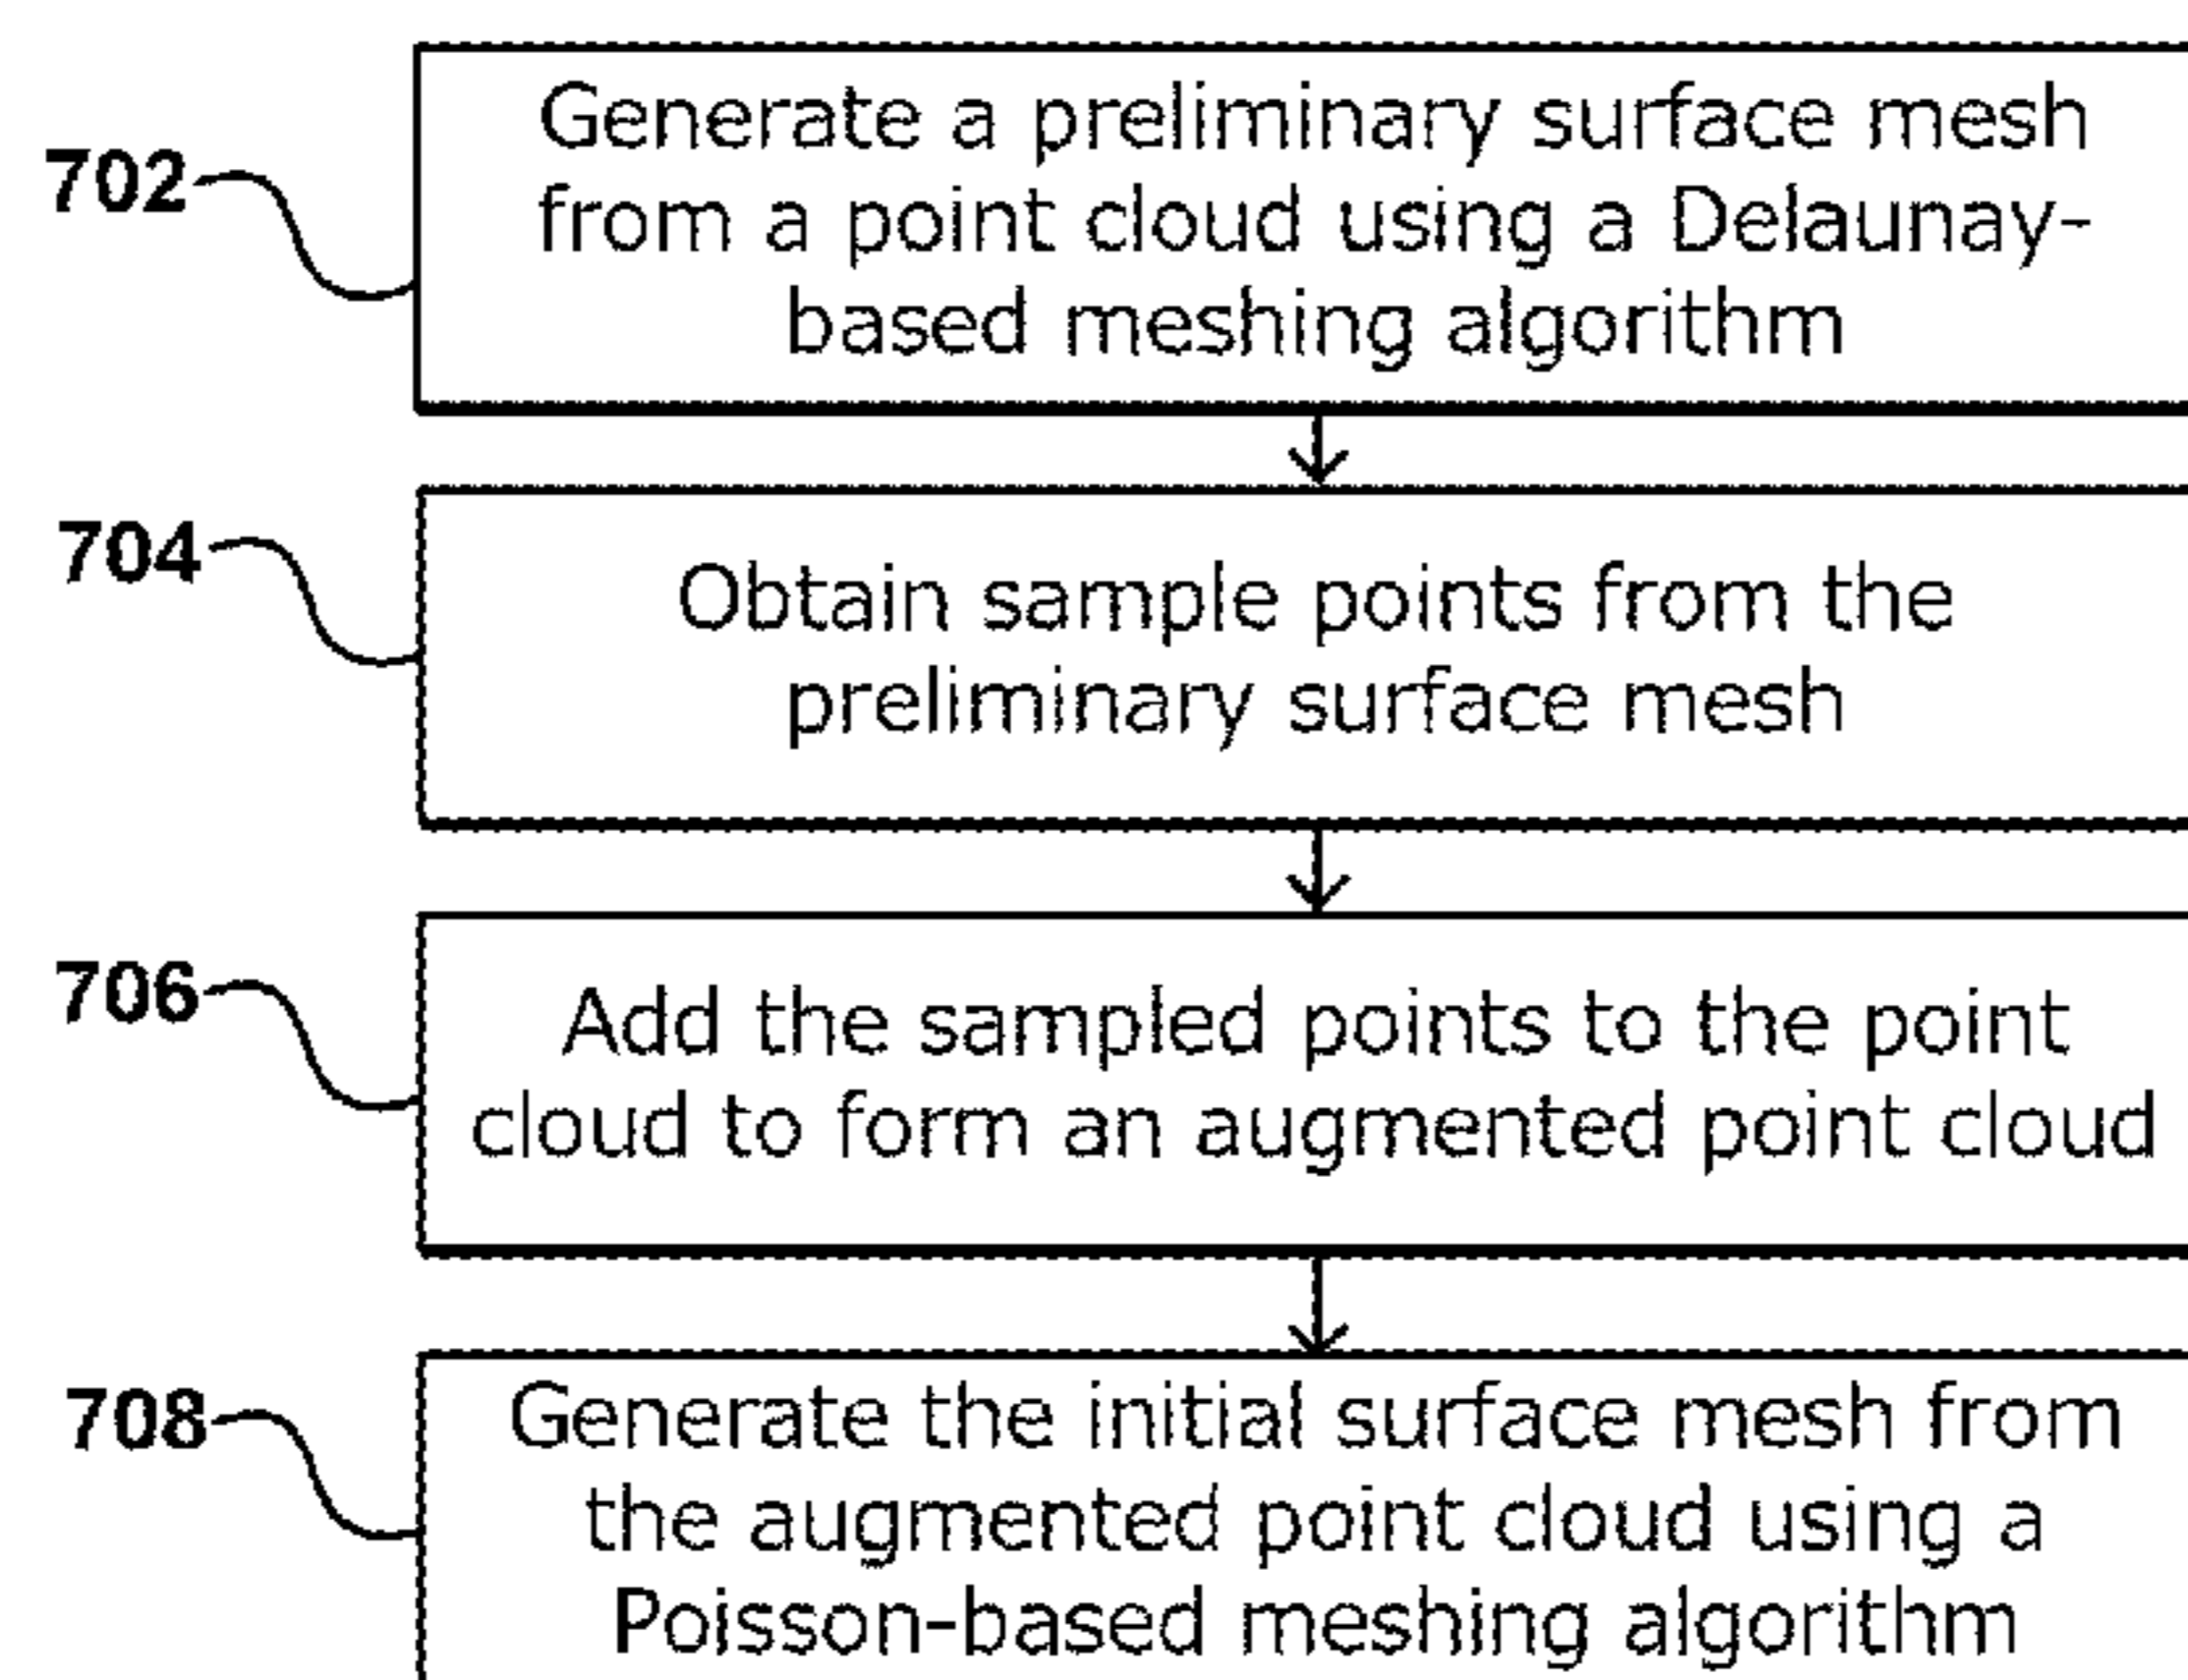 702
Generate a preliminary surface mesh
from a point cloud using a Delaunay-
based meshing algorithm
704
Obtain sample points from the
preliminary surface mesh
706
Add the sampled points to the point
cloud to form an augmented point cloud
708
Generate the initial surface mesh from
the augmented point cloud using a
Poisson-based meshing algorithm